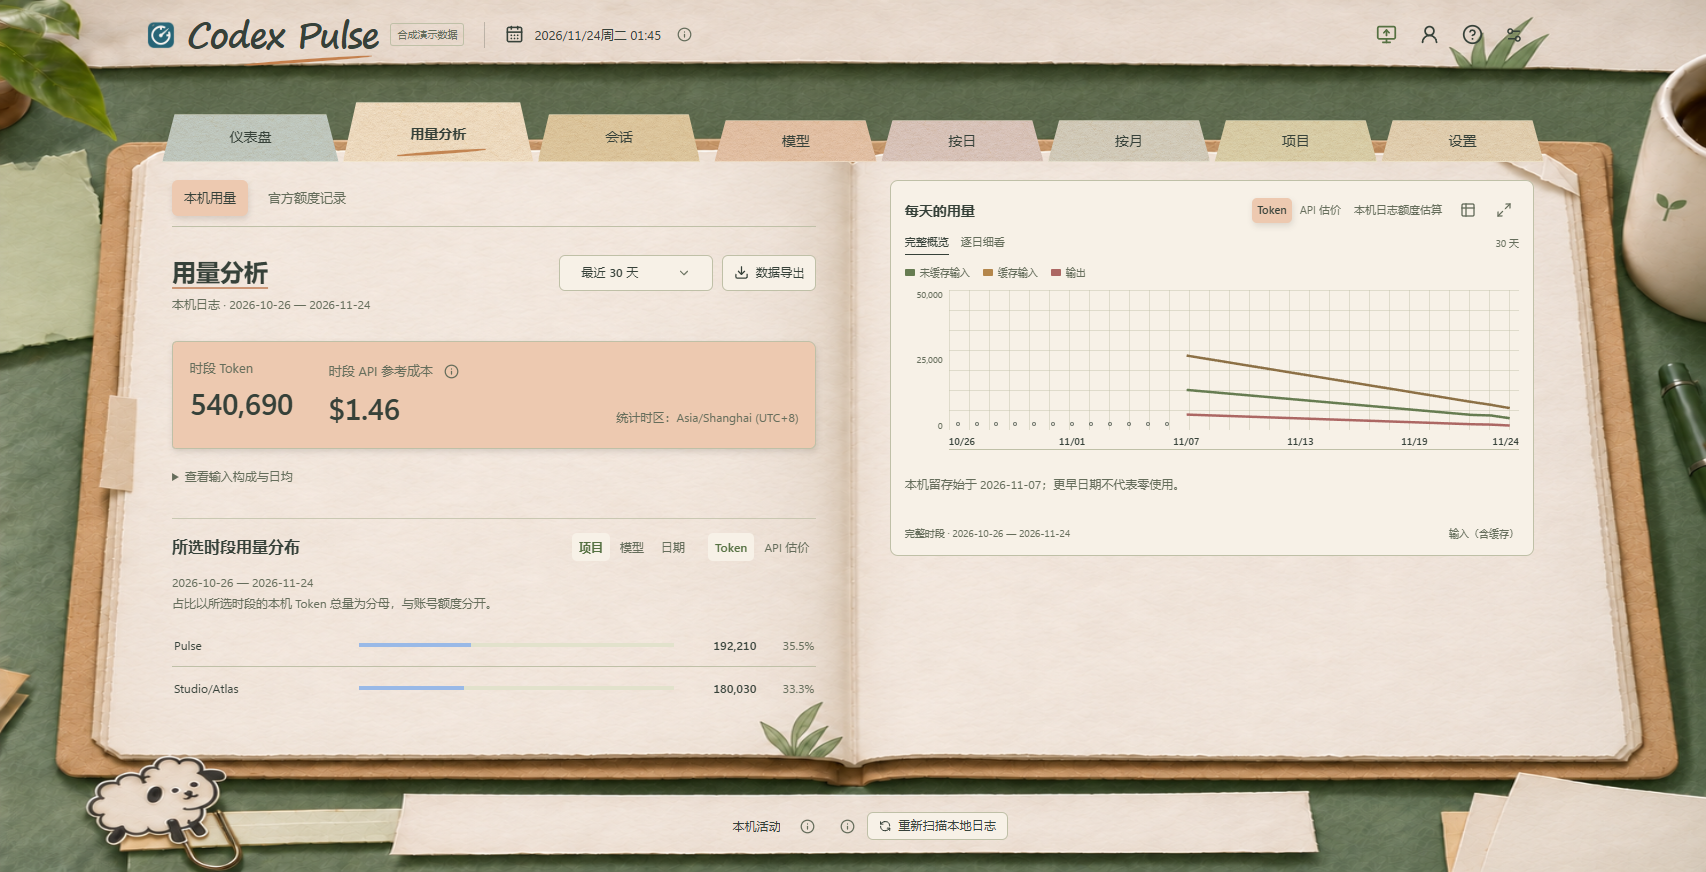 Codex Pulse
合成演示数据
2026/11/24周二 01:45
仪表盘
用量分析
会话
模型
按日
按月
项目
设置
本机用量
官方额度记录
用量分析
最近 30 天
数据导出
本机日志 · 2026-10-26 — 2026-11-24
时段 Token
540,690
时段 API 参考成本
$1.46
统计时区：Asia/Shanghai (UTC+8)
查看输入构成与日均
所选时段用量分布
项目
模型
日期
Token
API 估价
2026-10-26 — 2026-11-24
占比以所选时段的本机 Token 总量为分母，与账号额度分开。
Pulse 192,210 35.5%
Studio/Atlas 180,030 33.3%
每天的用量
Token
API 估价
本机日志额度估算
完整概览
逐日细看
30 天
未缓存输入
缓存输入
输出
50,000
25,000
0
10/26
11/01
11/07
11/13
11/19
11/24
本机留存始于 2026-11-07；更早日期不代表零使用。
完整时段 · 2026-10-26 — 2026-11-24
输入（含缓存）
本机活动
重新扫描本地日志